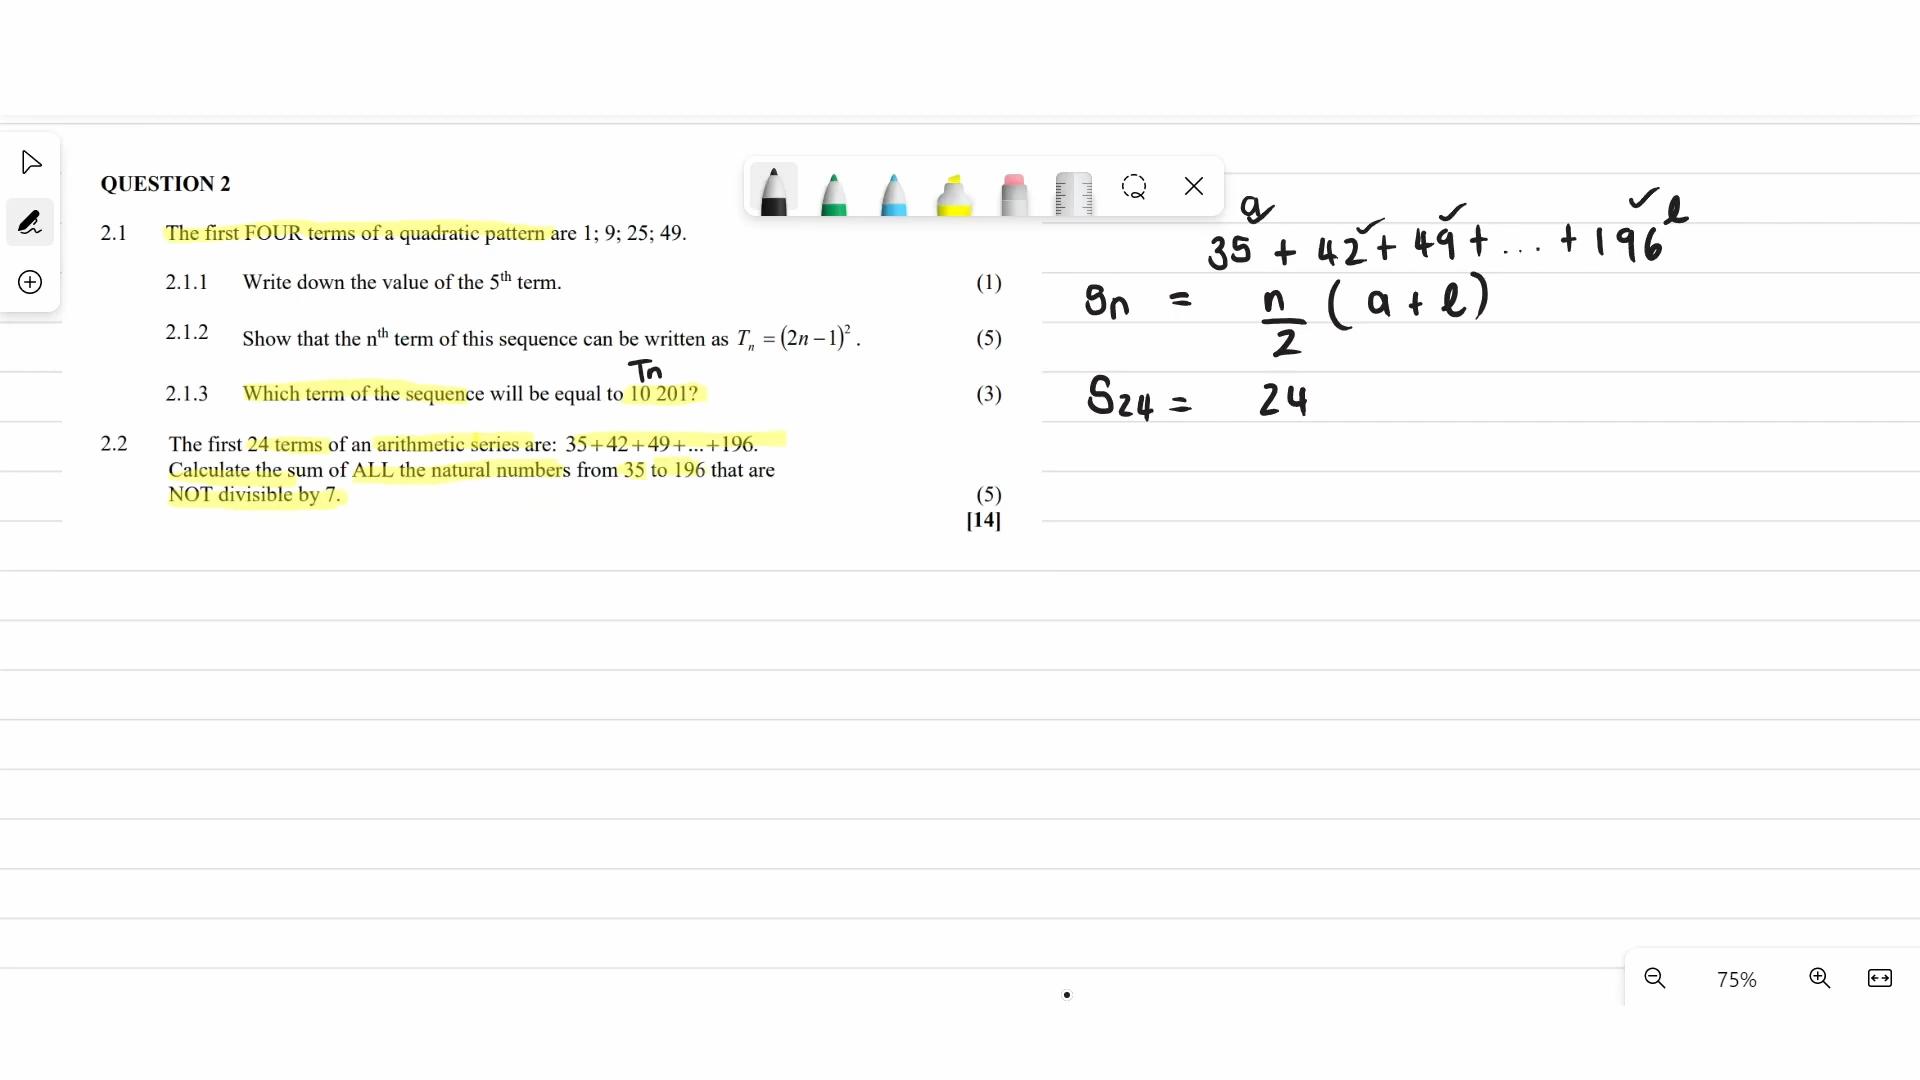 QUESTION 2
2.1 The first FOUR terms of a quadratic pattern are 1; 9; 25; 49.
2.1.1 Write down the value of the 5th term. (1)
2.1.2 Show that the nth term of this sequence can be written as Tn = (2n − 1)². (5)
Tn
2.1.3 Which term of the sequence will be equal to 10 201? (3)
2.2 The first 24 terms of an arithmetic series are: 35 + 42 + 49 + ... + 196.
Calculate the sum of ALL the natural numbers from 35 to 196 that are
NOT divisible by 7. (5)
[14]
a ✓ ✓ ✓ l
35 + 42 + 49 + ... + 196
Sn = n/2 (a + l)
S24 = 24
75%